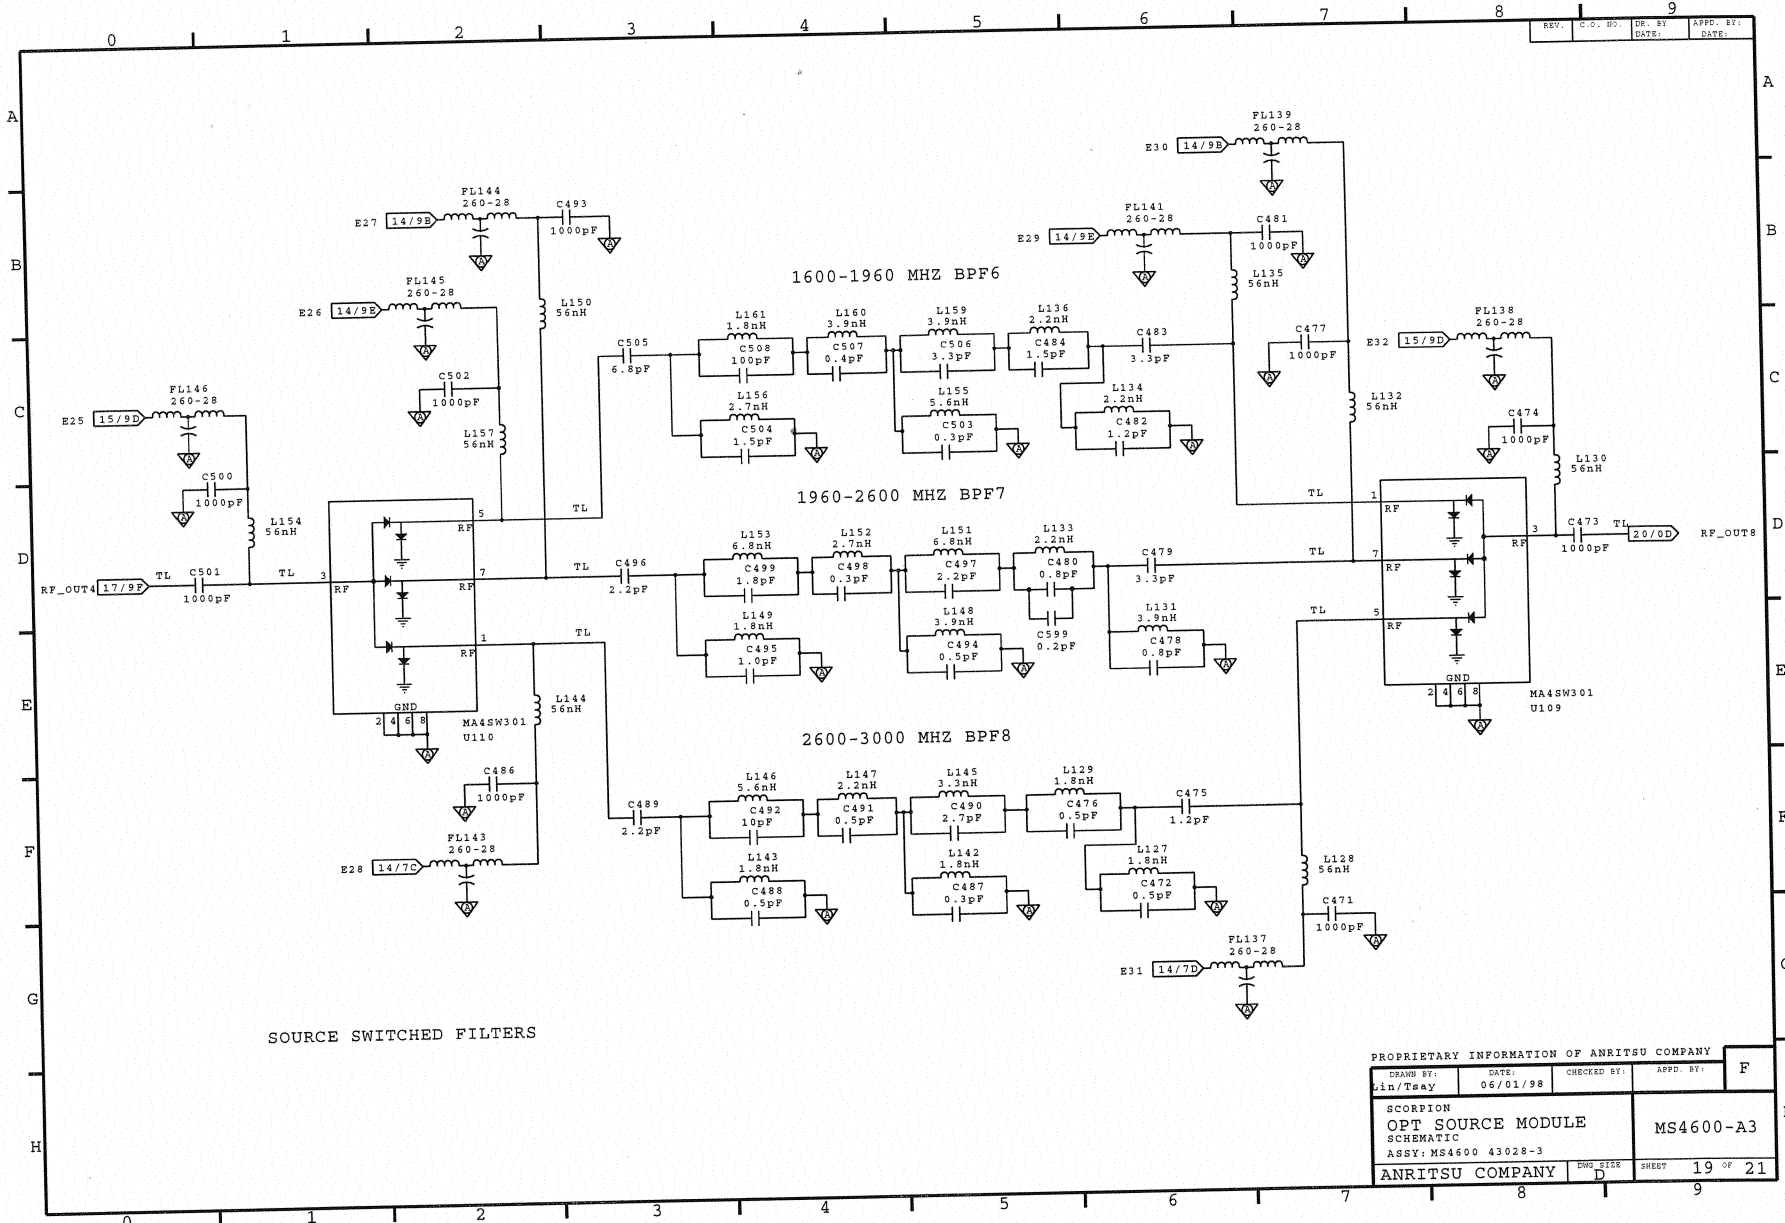 0 1 2 3 4 5 6 7 8 9
REV. C.O. NO. DR. BY APPD. BY:
DATE: DATE:
A A
B B
C C
D D
E E
F F
G
H
FL139
260-28
E30 14/9B
FL144
260-28
E27 14/9B
C493
1000pF
FL141
260-28
E29 14/9E
C481
1000pF
FL145
260-28
E26 14/9E
L150
56nH
1600-1960 MHZ BPF6
L135
56nH
FL138
260-28
E32 15/9D
C477
1000pF
C505
6.8pF
L161
1.8nH
C508
100pF
L160
3.9nH
C507
0.4pF
L159
3.9nH
C506
3.3pF
L136
2.2nH
C484
1.5pF
C483
3.3pF
L156
2.7nH
C504
1.5pF
L155
5.6nH
C503
0.3pF
L134
2.2nH
C482
1.2pF
FL146
260-28
E25 15/9D
C502
1000pF
L157
56nH
L132
56nH
C474
1000pF
L130
56nH
C500
1000pF
L154
56nH
RF_OUT4 17/9F TL
C501
1000pF
TL 3 RF
5 RF TL
7 RF TL
1 RF TL
GND
2 4 6 8
MA4SW301
U110
1960-2600 MHZ BPF7
C496
2.2pF
L153
6.8nH
C499
1.8pF
L152
2.7nH
C498
0.3pF
L151
6.8nH
C497
2.2pF
L133
2.2nH
C480
0.8pF
C599
0.2pF
C479
3.3pF
L149
1.8nH
C495
1.0pF
L148
3.9nH
C494
0.5pF
L131
3.9nH
C478
0.8pF
TL 1 RF
TL 7 RF
TL 5 RF
3 RF
C473
1000pF
TL 20/0D RF_OUT8
GND
2 4 6 8
MA4SW301
U109
L144
56nH
C486
1000pF
FL143
260-28
E28 14/7C
2600-3000 MHZ BPF8
C489
2.2pF
L146
5.6nH
C492
10pF
L147
2.2nH
C491
0.5pF
L145
3.3nH
C490
2.7pF
L129
1.8nH
C476
0.5pF
C475
1.2pF
L143
1.8nH
C488
0.5pF
L142
1.8nH
C487
0.3pF
L127
1.8nH
C472
0.5pF
L128
56nH
C471
1000pF
FL137
260-28
E31 14/7D
SOURCE SWITCHED FILTERS
PROPRIETARY INFORMATION OF ANRITSU COMPANY F
DRAWN BY: DATE: CHECKED BY: APPD. BY:
Lin/Tsay 06/01/98
SCORPION
OPT SOURCE MODULE
SCHEMATIC
ASSY: MS4600 43028-3
MS4600-A3
ANRITSU COMPANY DWG SIZE D SHEET 19 OF 21
1 2 3 4 5 6 7 8 9